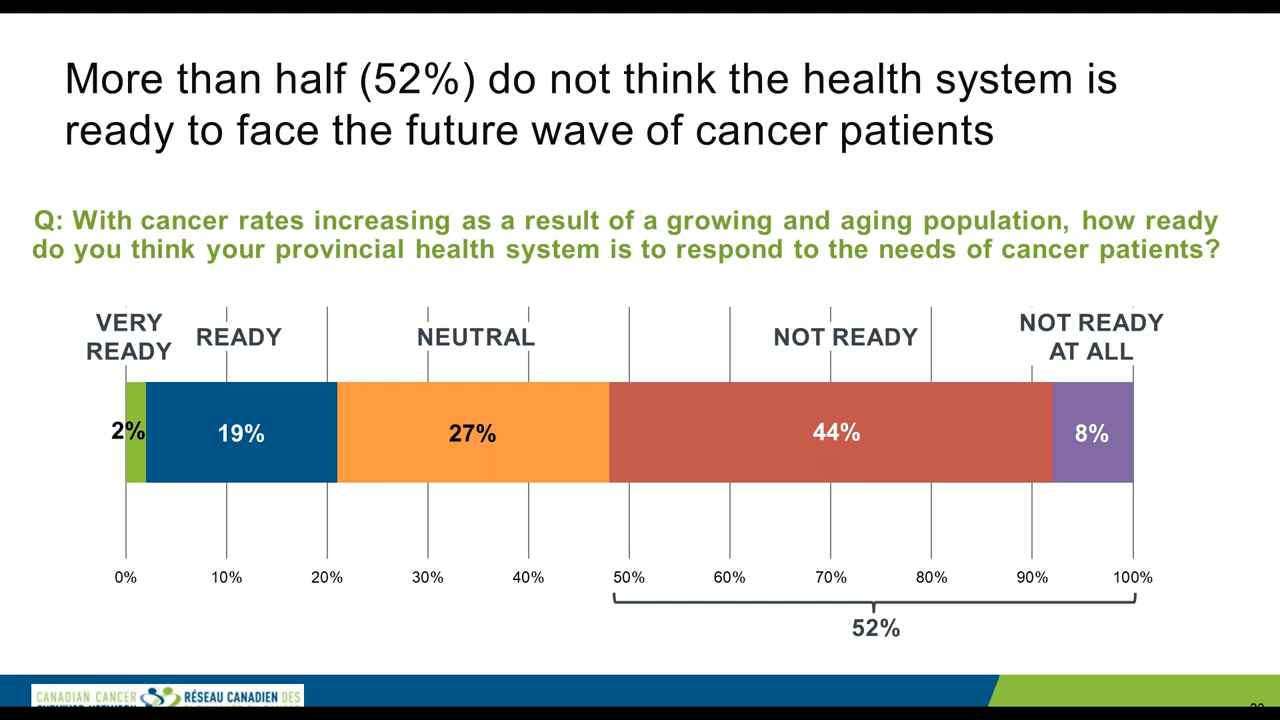 More than half (52%) do not think the health system is
ready to face the future wave of cancer patients
Q: With cancer rates increasing as a result of a growing and aging population, how ready
do you think your provincial health system is to respond to the needs of cancer patients?
VERY
READY
READY
NEUTRAL
NOT READY
NOT READY
AT ALL
2%
19%
27%
44%
8%
0%
10%
20%
30%
40%
50%
60%
70%
80%
90%
100%
52%
CANADIAN CANCER
RÉSEAU CANADIEN DES